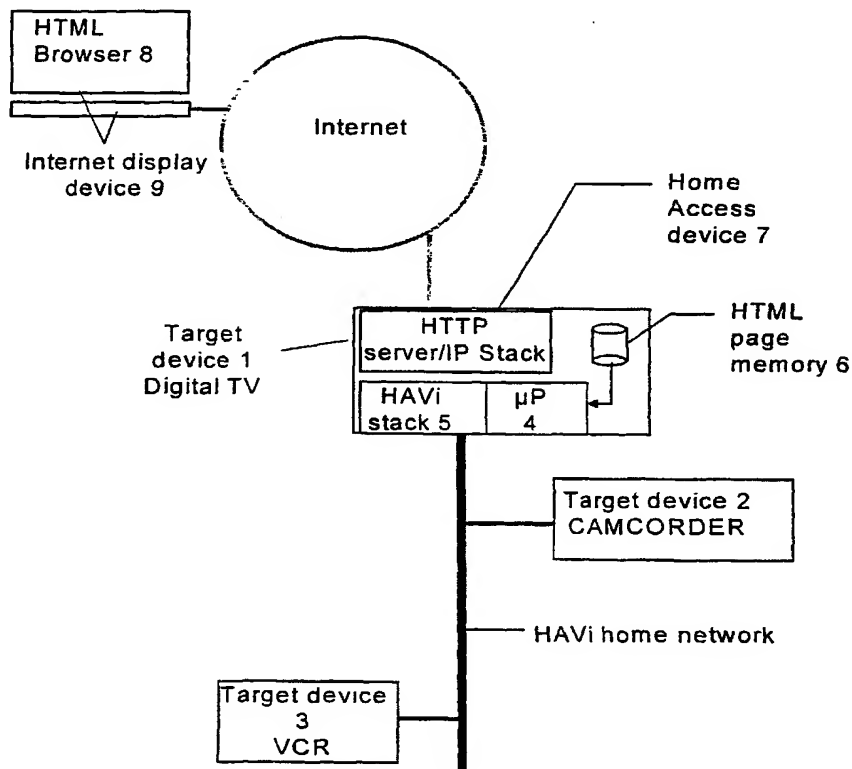 HTML
Browser 8
Internet display
device 9
Internet
Home
Access
device 7
Target
device 1
Digital TV
HTTP
server/IP Stack
HTML
page
memory 6
HAVi
stack 5
µP
4
Target device 2
CAMCORDER
HAVi home network
Target device
3
VCR